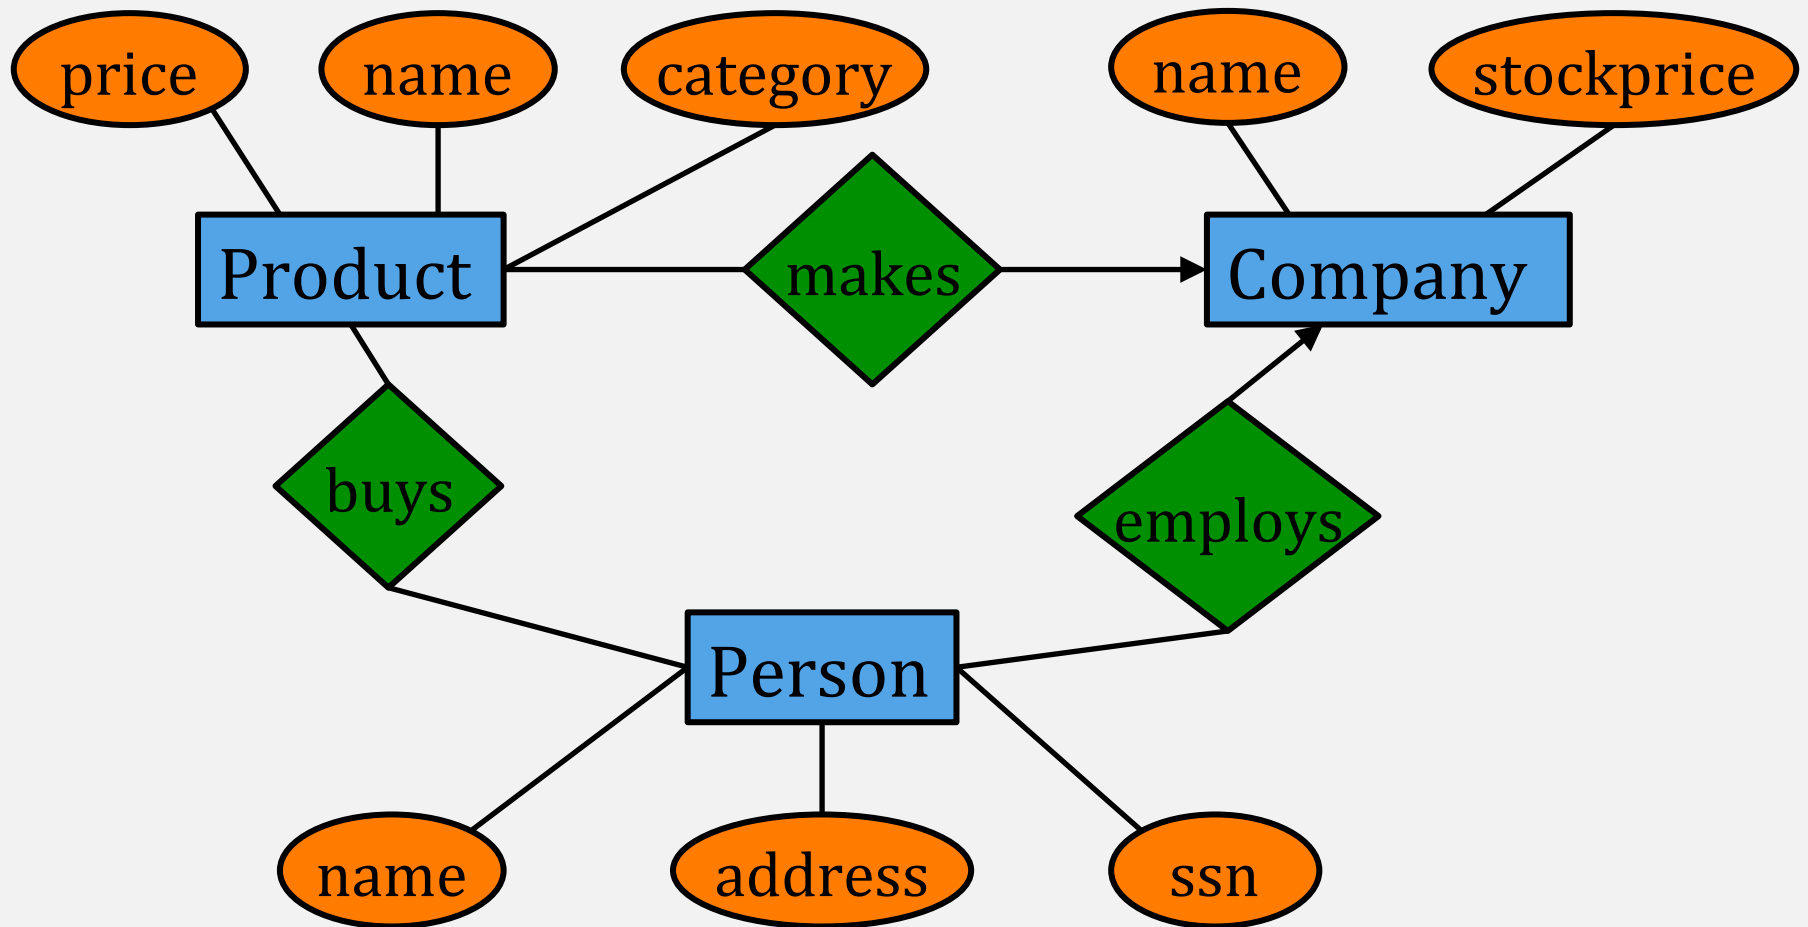 price
name
category
name
stockprice
Product
makes
Company
buys
employs
Person
name
address
ssn